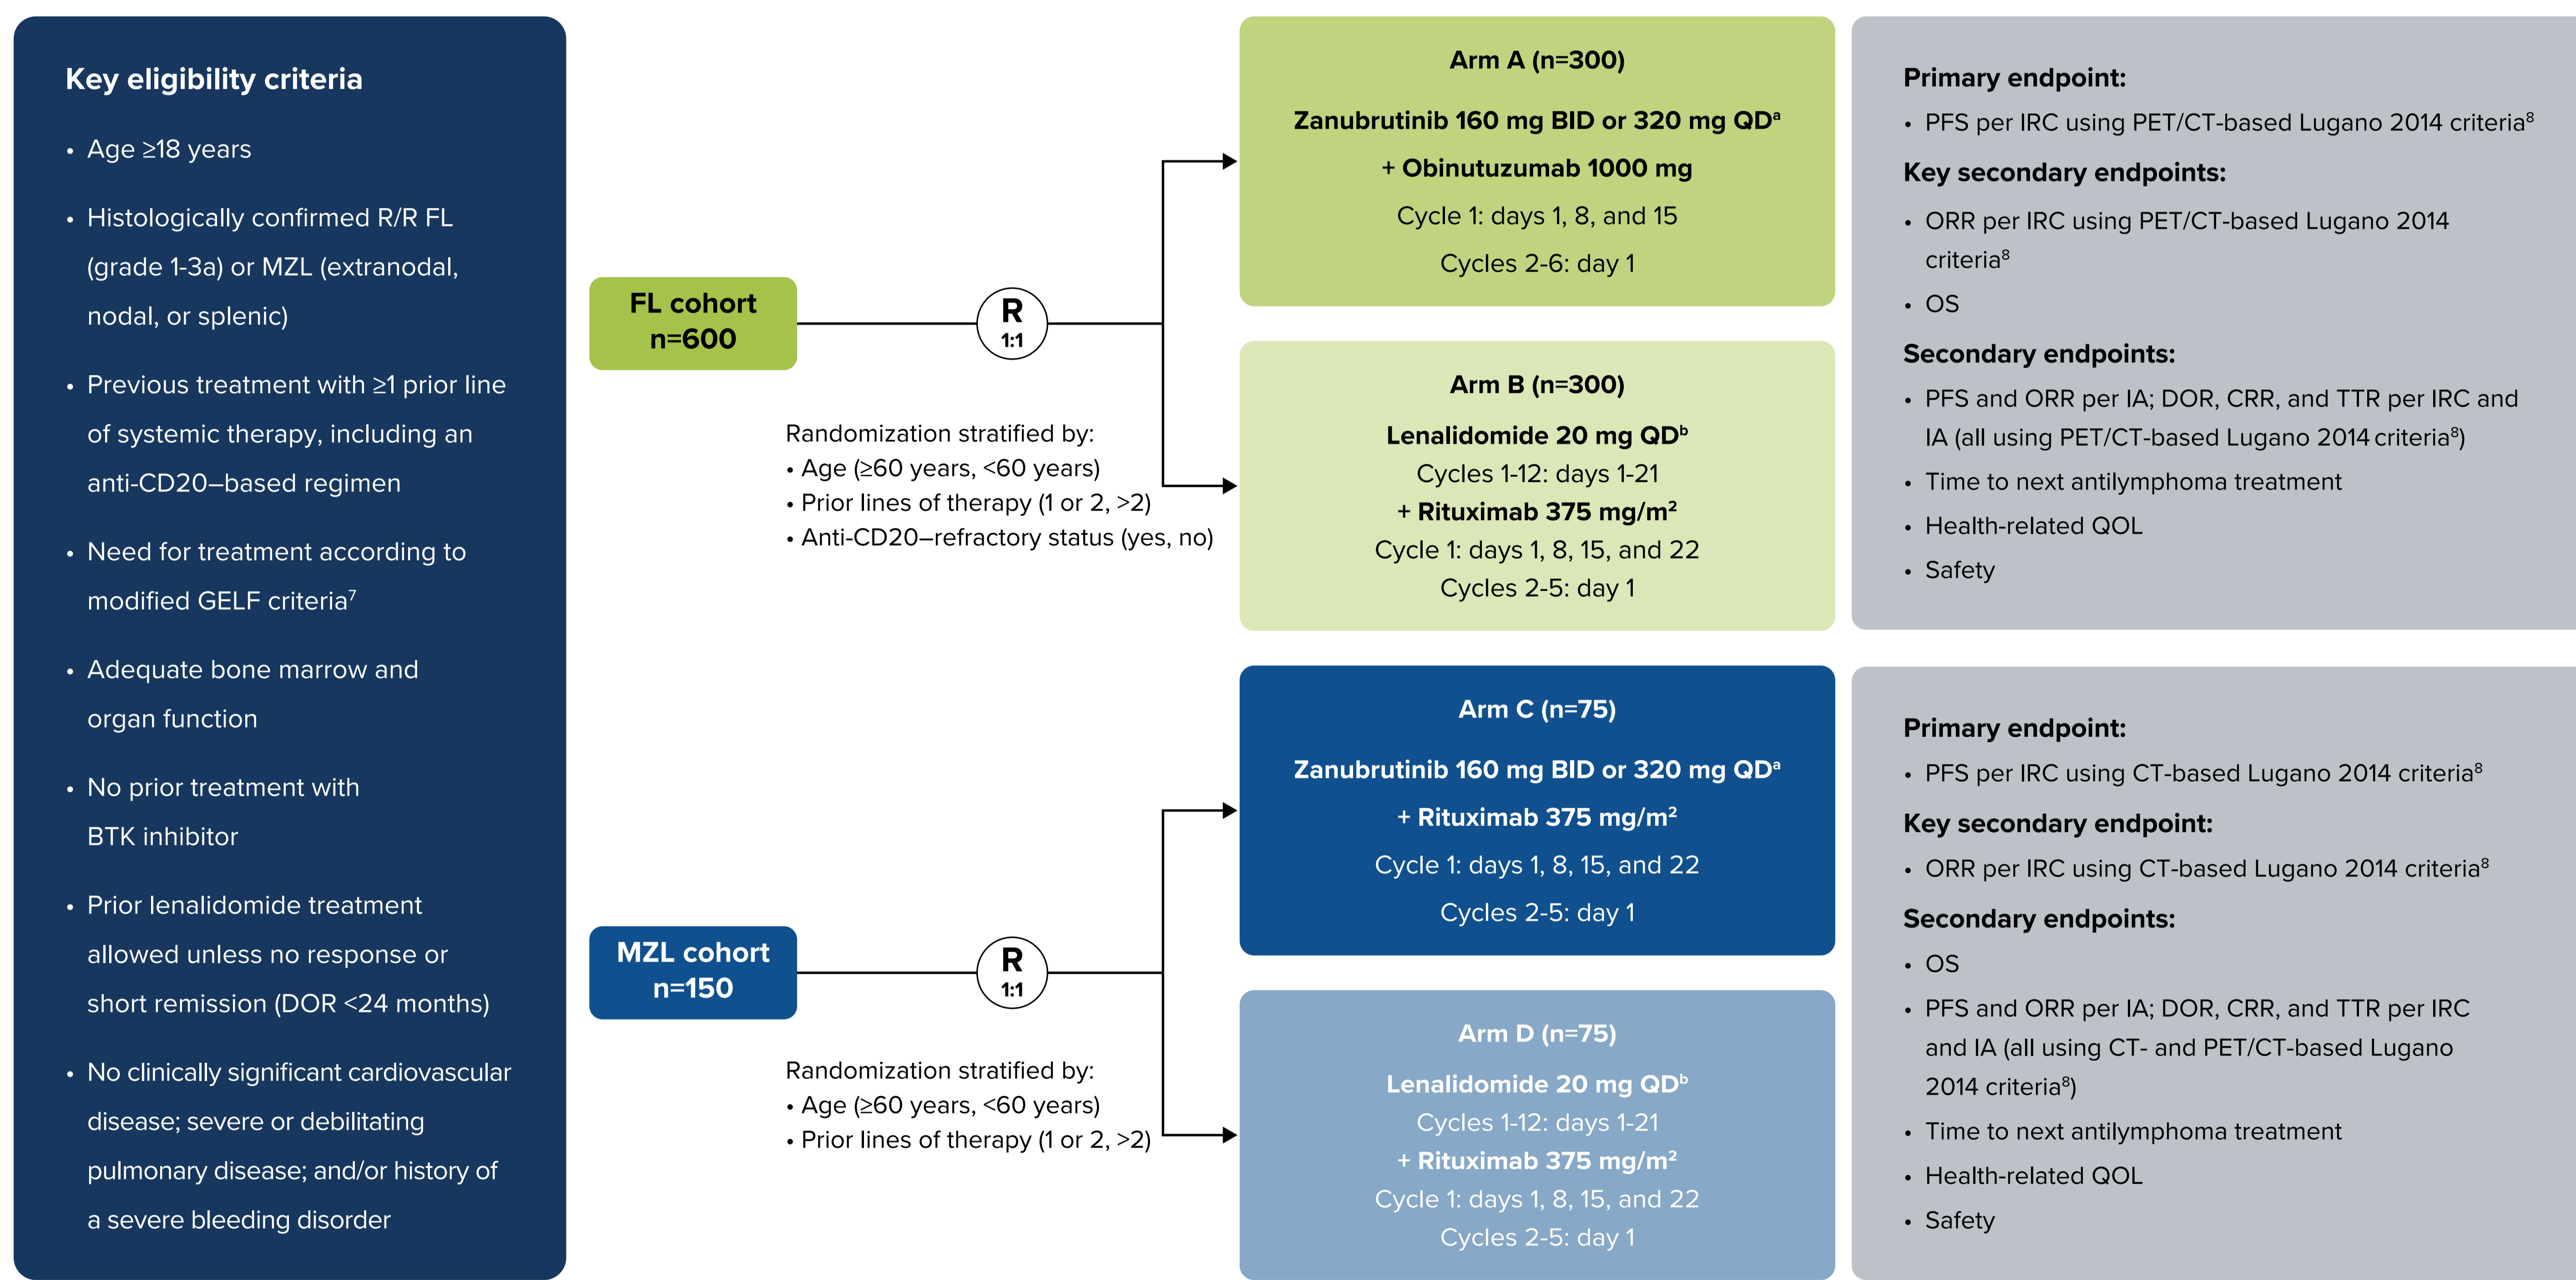 Key eligibility criteria
• Age ≥18 years
• Histologically confirmed R/R FL
(grade 1-3a) or MZL (extranodal,
nodal, or splenic)
• Previous treatment with ≥1 prior line
of systemic therapy, including an
anti-CD20–based regimen
• Need for treatment according to
modified GELF criteria⁷
• Adequate bone marrow and
organ function
• No prior treatment with
BTK inhibitor
• Prior lenalidomide treatment
allowed unless no response or
short remission (DOR <24 months)
• No clinically significant cardiovascular
disease; severe or debilitating
pulmonary disease; and/or history of
a severe bleeding disorder
FL cohort
n=600
R
1:1
Randomization stratified by:
• Age (≥60 years, <60 years)
• Prior lines of therapy (1 or 2, >2)
• Anti-CD20–refractory status (yes, no)
Arm A (n=300)
Zanubrutinib 160 mg BID or 320 mg QDᵃ
+ Obinutuzumab 1000 mg
Cycle 1: days 1, 8, and 15
Cycles 2-6: day 1
Arm B (n=300)
Lenalidomide 20 mg QDᵇ
Cycles 1-12: days 1-21
+ Rituximab 375 mg/m²
Cycle 1: days 1, 8, 15, and 22
Cycles 2-5: day 1
Primary endpoint:
• PFS per IRC using PET/CT-based Lugano 2014 criteria⁸
Key secondary endpoints:
• ORR per IRC using PET/CT-based Lugano 2014
criteria⁸
• OS
Secondary endpoints:
• PFS and ORR per IA; DOR, CRR, and TTR per IRC and
IA (all using PET/CT-based Lugano 2014 criteria⁸)
• Time to next antilymphoma treatment
• Health-related QOL
• Safety
MZL cohort
n=150
R
1:1
Randomization stratified by:
• Age (≥60 years, <60 years)
• Prior lines of therapy (1 or 2, >2)
Arm C (n=75)
Zanubrutinib 160 mg BID or 320 mg QDᵃ
+ Rituximab 375 mg/m²
Cycle 1: days 1, 8, 15, and 22
Cycles 2-5: day 1
Arm D (n=75)
Lenalidomide 20 mg QDᵇ
Cycles 1-12: days 1-21
+ Rituximab 375 mg/m²
Cycle 1: days 1, 8, 15, and 22
Cycles 2-5: day 1
Primary endpoint:
• PFS per IRC using CT-based Lugano 2014 criteria⁸
Key secondary endpoint:
• ORR per IRC using CT-based Lugano 2014 criteria⁸
Secondary endpoints:
• OS
• PFS and ORR per IA; DOR, CRR, and TTR per IRC
and IA (all using CT- and PET/CT-based Lugano
2014 criteria⁸)
• Time to next antilymphoma treatment
• Health-related QOL
• Safety